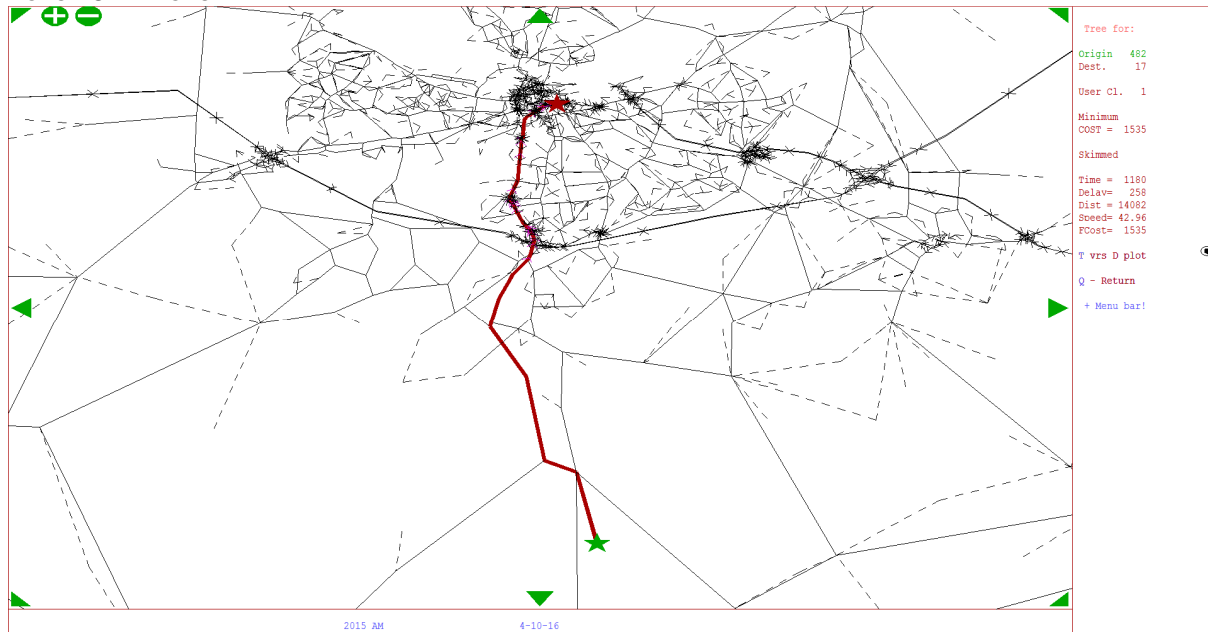 Tree for:
Origin 482
Dest. 17
User Cl. 1
Minimum
COST = 1535
Skimmed
Time = 1180
Delay= 258
Dist = 14082
Speed= 42.96
FCost= 1535
T vrs D plot
Q - Return
+ Menu bar!
2015 AM 4-10-16